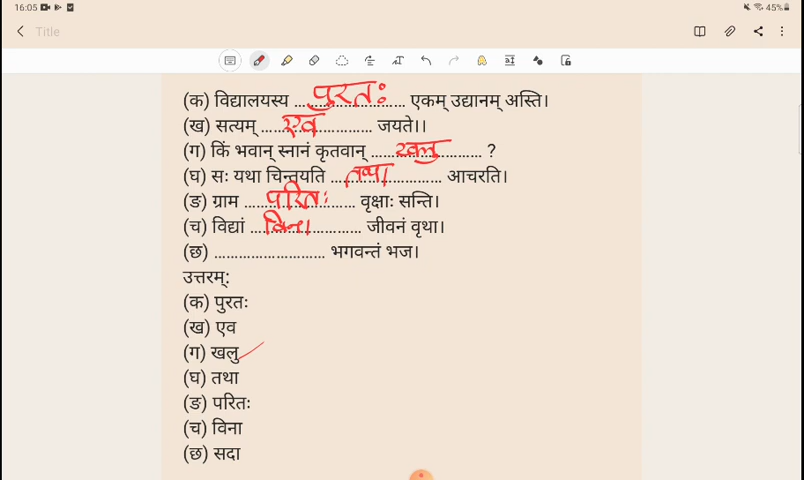 16:05 45%
Title
(क) विद्यालयस्य ...पुरतः... एकम् उद्यानम् अस्ति।
(ख) सत्यम् ...एव... जयते।।
(ग) किं भवान् स्नानं कृतवान् ...खलु... ?
(घ) सः यथा चिन्तयति ...तथा... आचरति।
(ङ) ग्राम ...परितः... वृक्षाः सन्ति।
(च) विद्यां ...विना... जीवनं वृथा।
(छ) ........................... भगवन्तं भज।
उत्तरम्:
(क) पुरतः
(ख) एव
(ग) खलु
(घ) तथा
(ङ) परितः
(च) विना
(छ) सदा